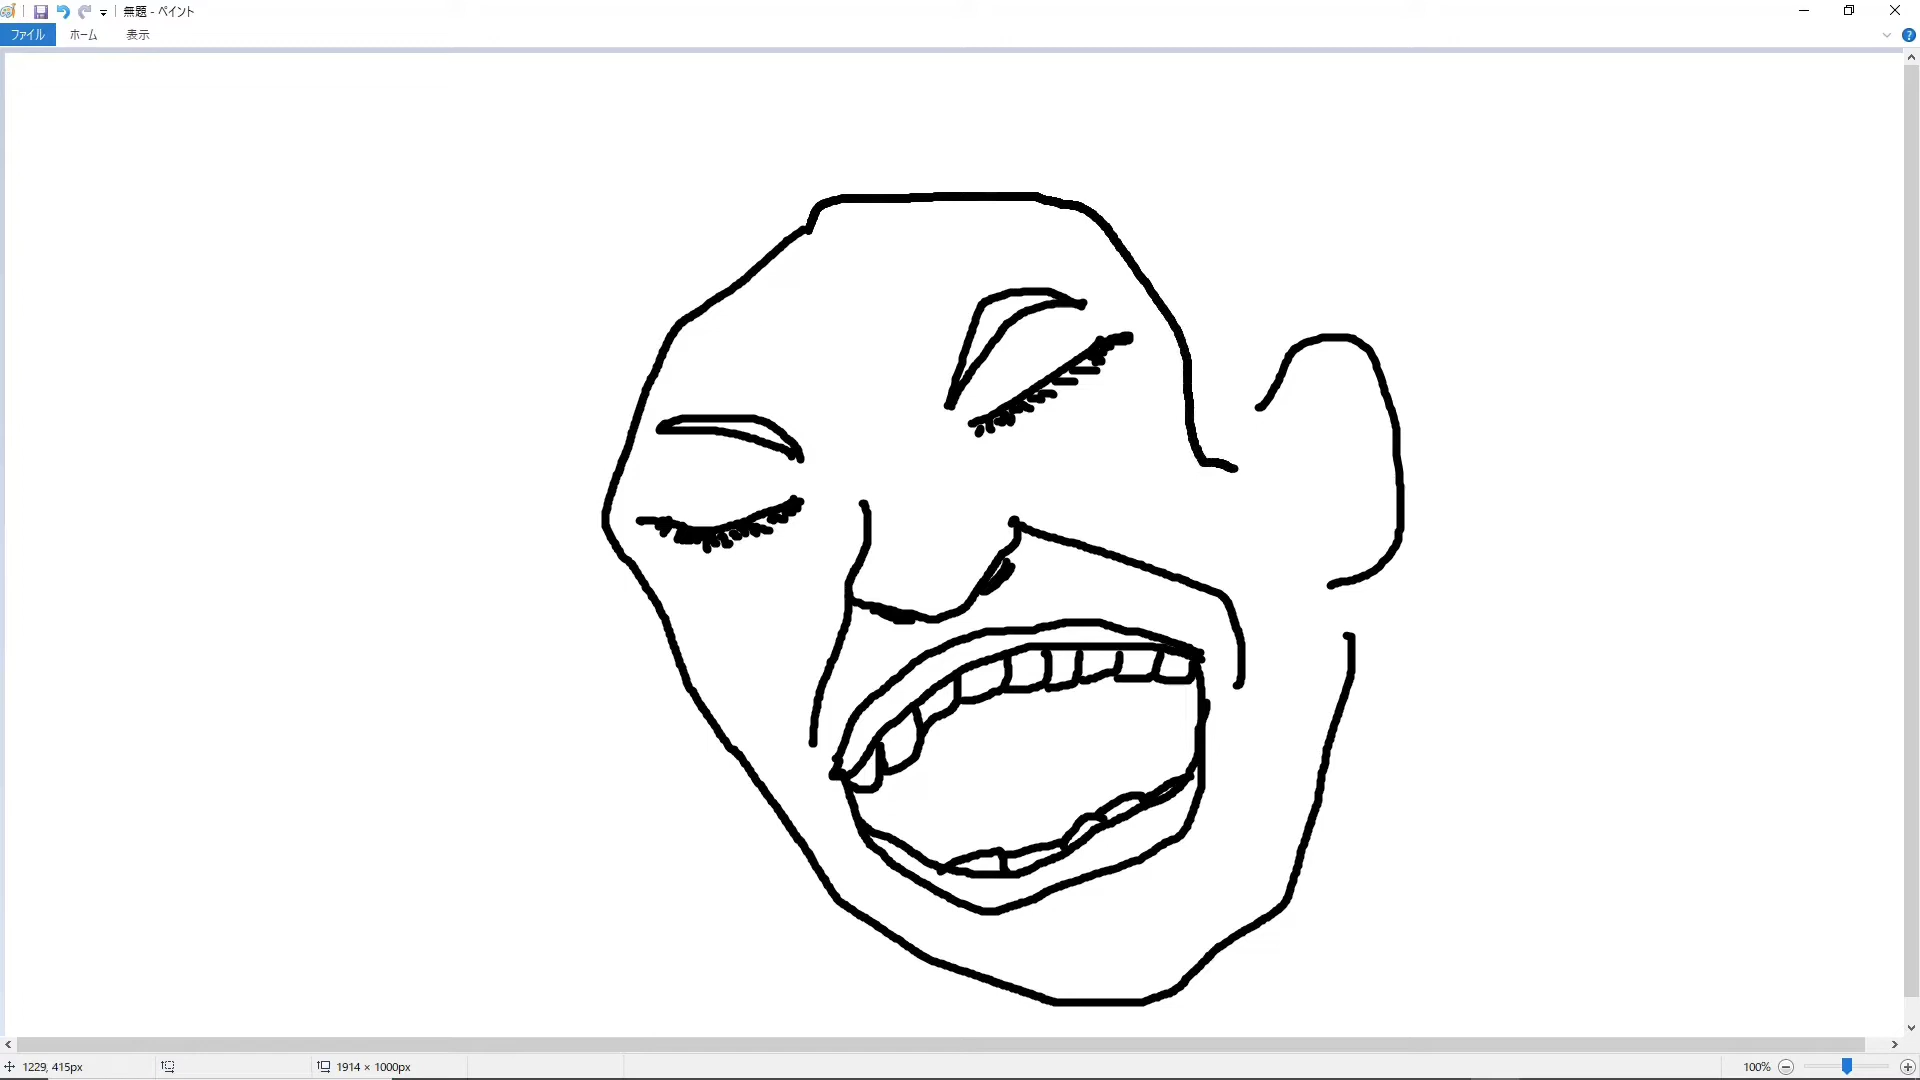 無題 - ペイント
ファイル ホーム 表示
1229, 415px 1914 × 1000px 100%